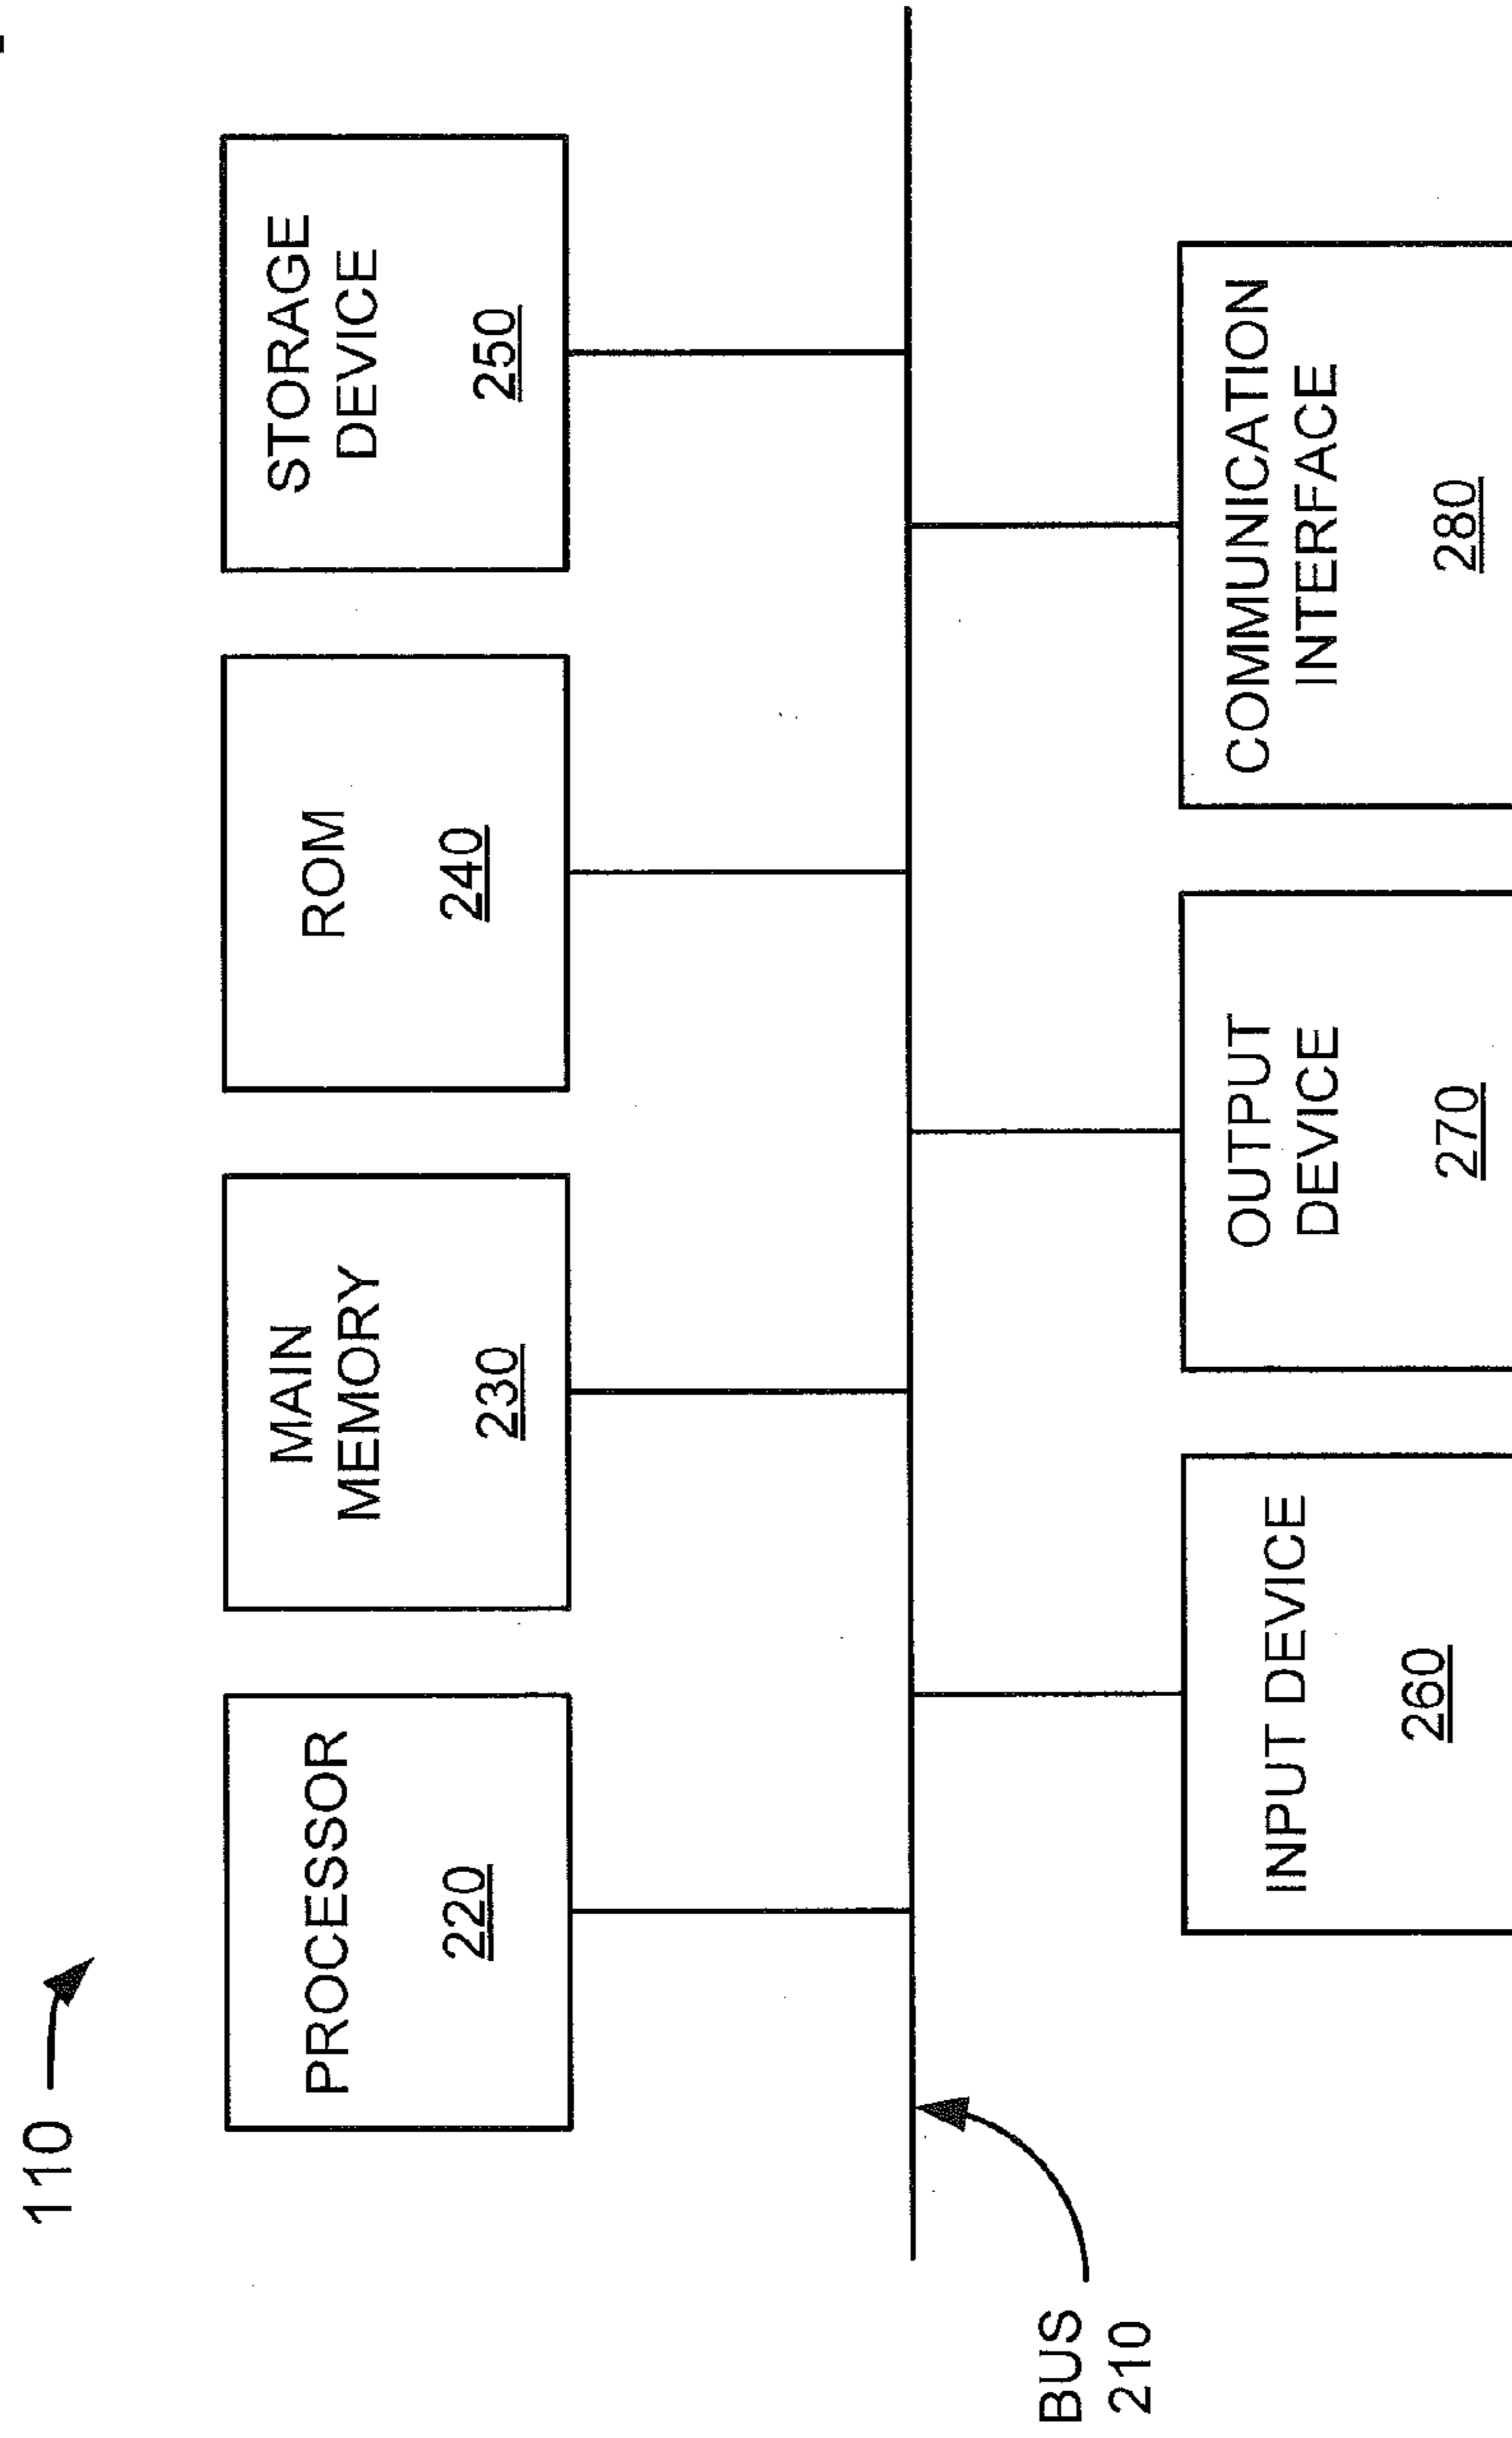 110
PROCESSOR
220
MAIN
MEMORY
230
ROM
240
STORAGE
DEVICE
250
BUS
210
INPUT DEVICE
260
OUTPUT
DEVICE
270
COMMUNICATION
INTERFACE
280